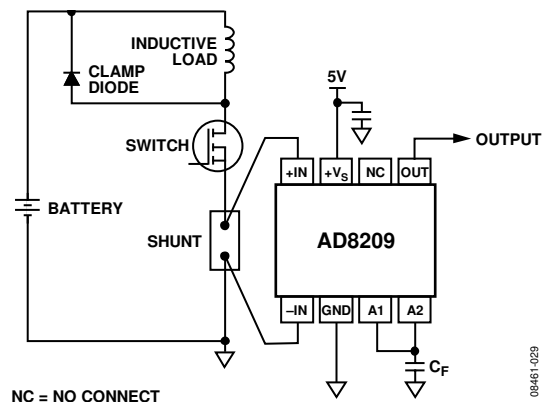 INDUCTIVE
LOAD
CLAMP
DIODE
5V
OUTPUT
SWITCH
+IN
+VS
NC
OUT
BATTERY
SHUNT
AD8209
–IN
GND
A1
A2
CF
NC = NO CONNECT
08461-029